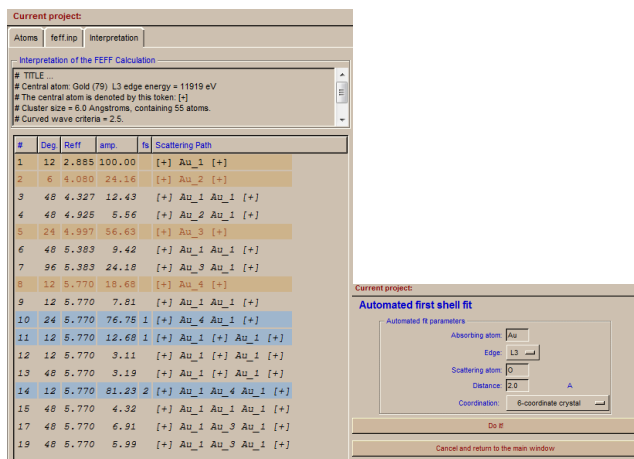 Current project:
Atoms feff.inp Interpretation
Interpretation of the FEFF Calculation
# TITLE ...
# Central atom: Gold (79) L3 edge energy = 11919 eV
# The central atom is denoted by this token: [+]
# Cluster size = 6.0 Angstroms, containing 55 atoms.
# Curved wave criteria = 2.5.
# Deg. Reff amp. fs Scattering Path
1 12 2.885 100.00 [+] Au_1 [+]
2 6 4.080 24.16 [+] Au_2 [+]
3 48 4.327 12.43 [+] Au_1 Au_1 [+]
4 48 4.925 5.56 [+] Au_2 Au_1 [+]
5 24 4.997 56.63 [+] Au_3 [+]
6 48 5.383 9.42 [+] Au_1 Au_1 [+]
7 96 5.383 24.18 [+] Au_3 Au_1 [+]
8 12 5.770 18.68 [+] Au_4 [+]
9 12 5.770 7.81 [+] Au_1 Au_1 [+]
10 24 5.770 76.75 1 [+] Au_4 Au_1 [+]
11 12 5.770 12.68 1 [+] Au_1 [+] Au_1 [+]
12 12 5.770 3.11 [+] Au_1 [+] Au_1 [+]
13 48 5.770 3.19 [+] Au_1 [+] Au_1 [+]
14 12 5.770 81.23 2 [+] Au_1 Au_4 Au_1 [+]
15 48 5.770 4.32 [+] Au_1 Au_1 Au_1 [+]
17 48 5.770 6.91 [+] Au_1 Au_3 Au_1 [+]
19 48 5.770 5.99 [+] Au_1 Au_3 Au_1 [+]
Current project:
Automated first shell fit
Automated fit parameters
Absorbing atom: Au
Edge: L3
Scattering atom: O
Distance: 2.0 A
Coordination: 6-coordinate crystal
Do it!
Cancel and return to the main window